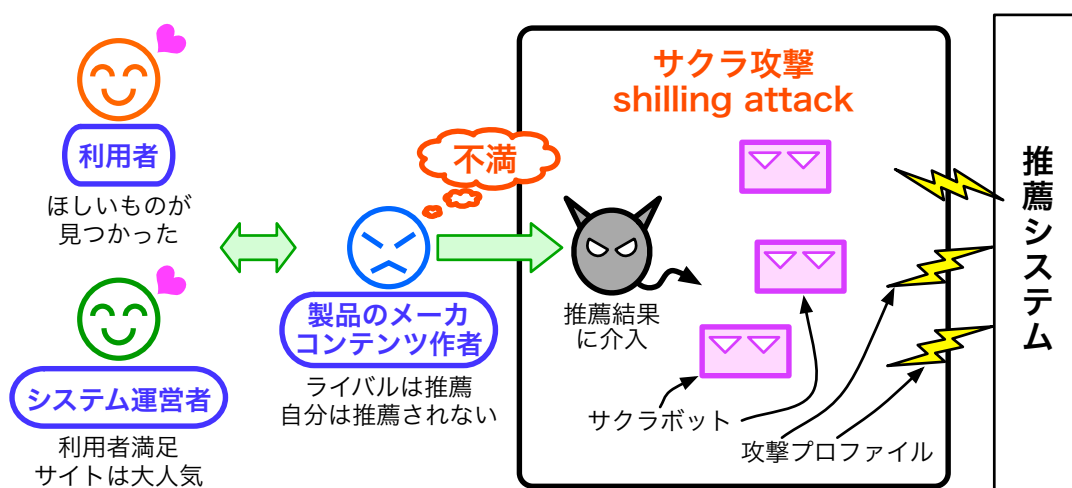 利用者
ほしいものが
見つかった
システム運営者
利用者満足
サイトは大人気
不満
製品のメーカ
コンテンツ作者
ライバルは推薦
自分は推薦されない
サクラ攻撃
shilling attack
推薦結果
に介入
サクラボット
攻撃プロファイル
推薦システム